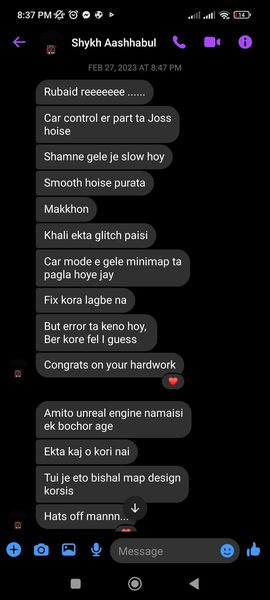 8:37 PM
14
Shykh Aashhabul
FEB 27, 2023 AT 8:47 PM
Rubaid reeeeeee ......
Car control er part ta Joss
hoise
Shamne gele je slow hoy
Smooth hoise purata
Makkhon
Khali ekta glitch paisi
Car mode e gele minimap ta
pagla hoye jay
Fix kora lagbe na
But error ta keno hoy,
Ber kore fel I guess
Congrats on your hardwork
Amito unreal engine namaisi
ek bochor age
Ekta kaj o kori nai
Tui je eto bishal map design
korsis
Hats off mannn...
Message